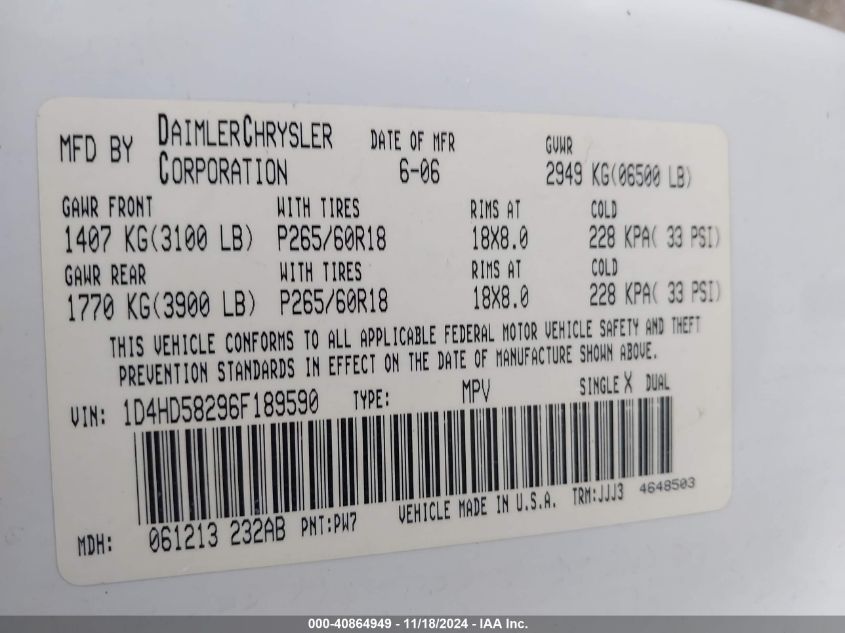 MFD BY DAIMLERCHRYSLER CORPORATION DATE OF MFR 6-06 GVWR 2949 KG(06500 LB)
GAWR FRONT WITH TIRES RIMS AT COLD
1407 KG(3100 LB) P265/60R18 18X8.0 228 KPA( 33 PSI)
GAWR REAR WITH TIRES RIMS AT COLD
1770 KG(3900 LB) P265/60R18 18X8.0 228 KPA( 33 PSI)
THIS VEHICLE CONFORMS TO ALL APPLICABLE FEDERAL MOTOR VEHICLE SAFETY AND THEFT
PREVENTION STANDARDS IN EFFECT ON THE DATE OF MANUFACTURE SHOWN ABOVE.
VIN: 1D4HD58296F189590 TYPE: MPV SINGLE X DUAL
MDH: 061213 232AB PNT:PW7 VEHICLE MADE IN U.S.A. TRM:JJJ3 4648503
000-40864949 - 11/18/2024 - IAA Inc.